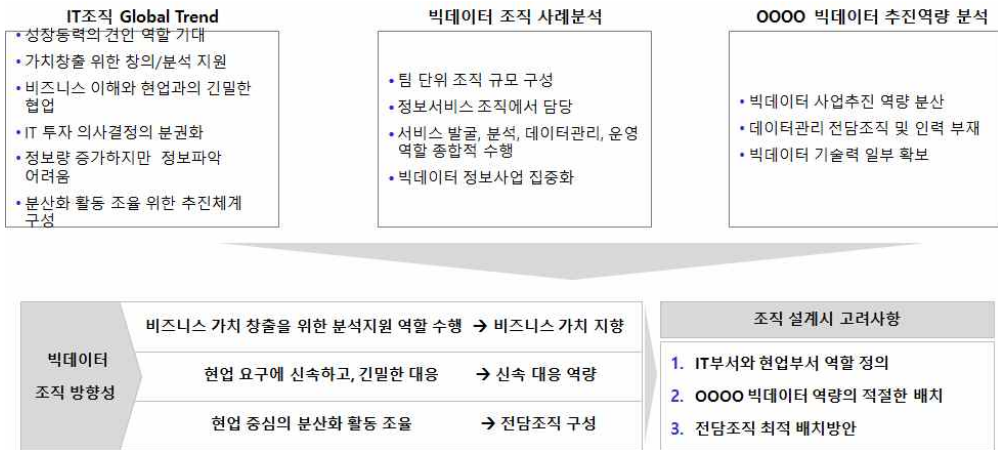 IT조직 Global Trend
• 성장동력의 견인 역할 기대
• 가치창출 위한 창의/분석 지원
• 비즈니스 이해와 현업과의 긴밀한
협업
• IT 투자 의사결정의 분권화
• 정보량 증가하지만 정보파악
어려움
• 분산화 활동 조율 위한 추진체계
구성
빅데이터 조직 사례분석
• 팀 단위 조직 규모 구성
• 정보서비스 조직에서 담당
• 서비스 발굴, 분석, 데이터관리, 운영
역할 종합적 수행
• 빅데이터 정보사업 집중화
OOOO 빅데이터 추진역량 분석
• 빅데이터 사업추진 역량 분산
• 데이터관리 전담조직 및 인력 부재
• 빅데이터 기술력 일부 확보
빅데이터
조직 방향성
비즈니스 가치 창출을 위한 분석지원 역할 수행 → 비즈니스 가치 지향
현업 요구에 신속하고, 긴밀한 대응 → 신속 대응 역량
현업 중심의 분산화 활동 조율 → 전담조직 구성
조직 설계시 고려사항
1. IT부서와 현업부서 역할 정의
2. OOOO 빅데이터 역량의 적절한 배치
3. 전담조직 최적 배치방안